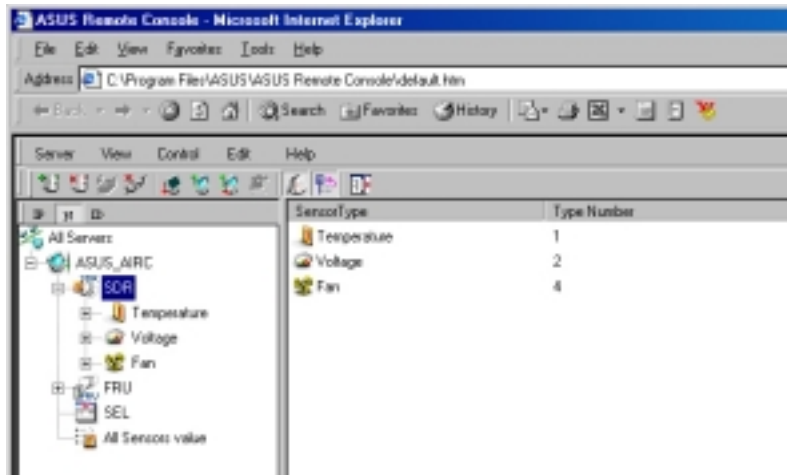 ASUS Remote Console - Microsoft Internet Explorer
File Edit View Favorites Tools Help
Address C:\Program Files\ASUS\ASUS Remote Console\default.htm
Back Search Favorites History
Server View Control Edit Help
SensorType Type Number
Temperature 1
Voltage 2
Fan 4
All Servers
ASUS_AIRC
SDR
Temperature
Voltage
Fan
FRU
SEL
All Sensors value